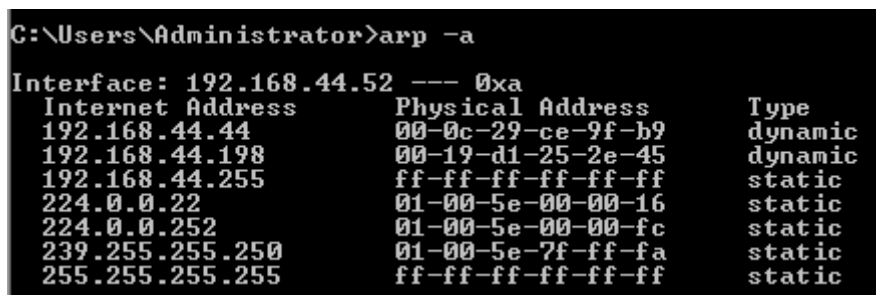 C:\Users\Administrator>arp -a
Interface: 192.168.44.52 --- 0xa
Internet Address Physical Address Type
192.168.44.44 00-0c-29-ce-9f-b9 dynamic
192.168.44.198 00-19-d1-25-2e-45 dynamic
192.168.44.255 ff-ff-ff-ff-ff-ff static
224.0.0.22 01-00-5e-00-00-16 static
224.0.0.252 01-00-5e-00-00-fc static
239.255.255.250 01-00-5e-7f-ff-fa static
255.255.255.255 ff-ff-ff-ff-ff-ff static